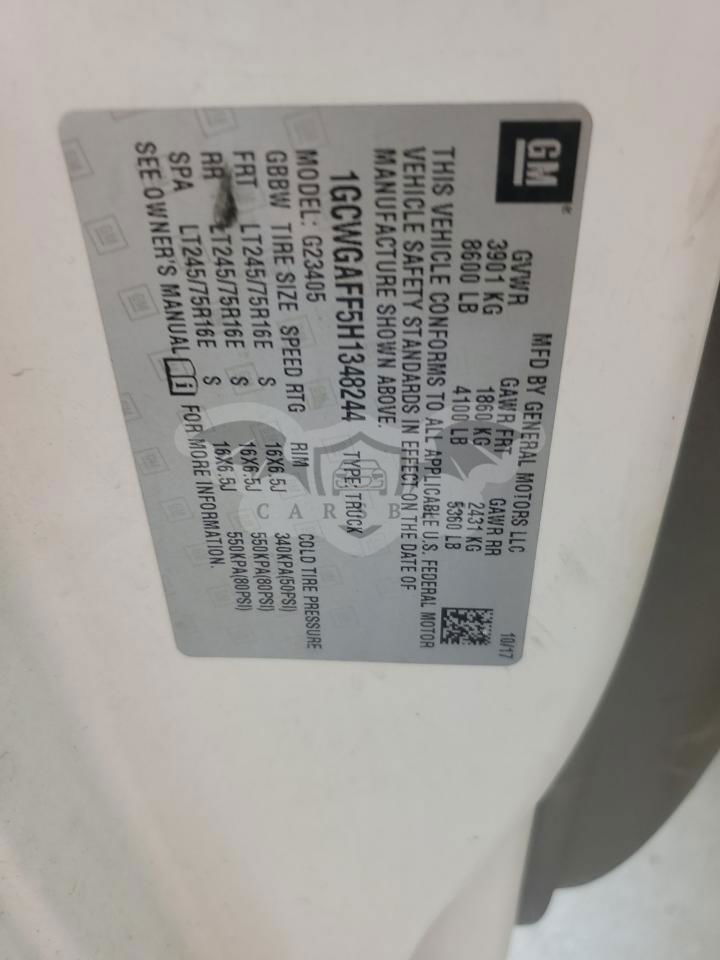 GM
MFD BY GENERAL MOTORS LLC 10/17
GVWR GAWR FRT GAWR RR
3901 KG 1860 KG 2431 KG
8600 LB 4100 LB 5360 LB
THIS VEHICLE CONFORMS TO ALL APPLICABLE U.S. FEDERAL MOTOR
VEHICLE SAFETY STANDARDS IN EFFECT ON THE DATE OF
MANUFACTURE SHOWN ABOVE.
1GCWGAFF5H1348244 TYPE: TRUCK
MODEL: G23405
GBBW TIRE SIZE SPEED RTG RIM COLD TIRE PRESSURE
FRT LT245/75R16E S 16X6.5J 340KPA(50PSI)
RR LT245/75R16E S 16X6.5J 550KPA(80PSI)
SPA LT245/75R16E S 16X6.5J 550KPA(80PSI)
SEE OWNER'S MANUAL FOR MORE INFORMATION.